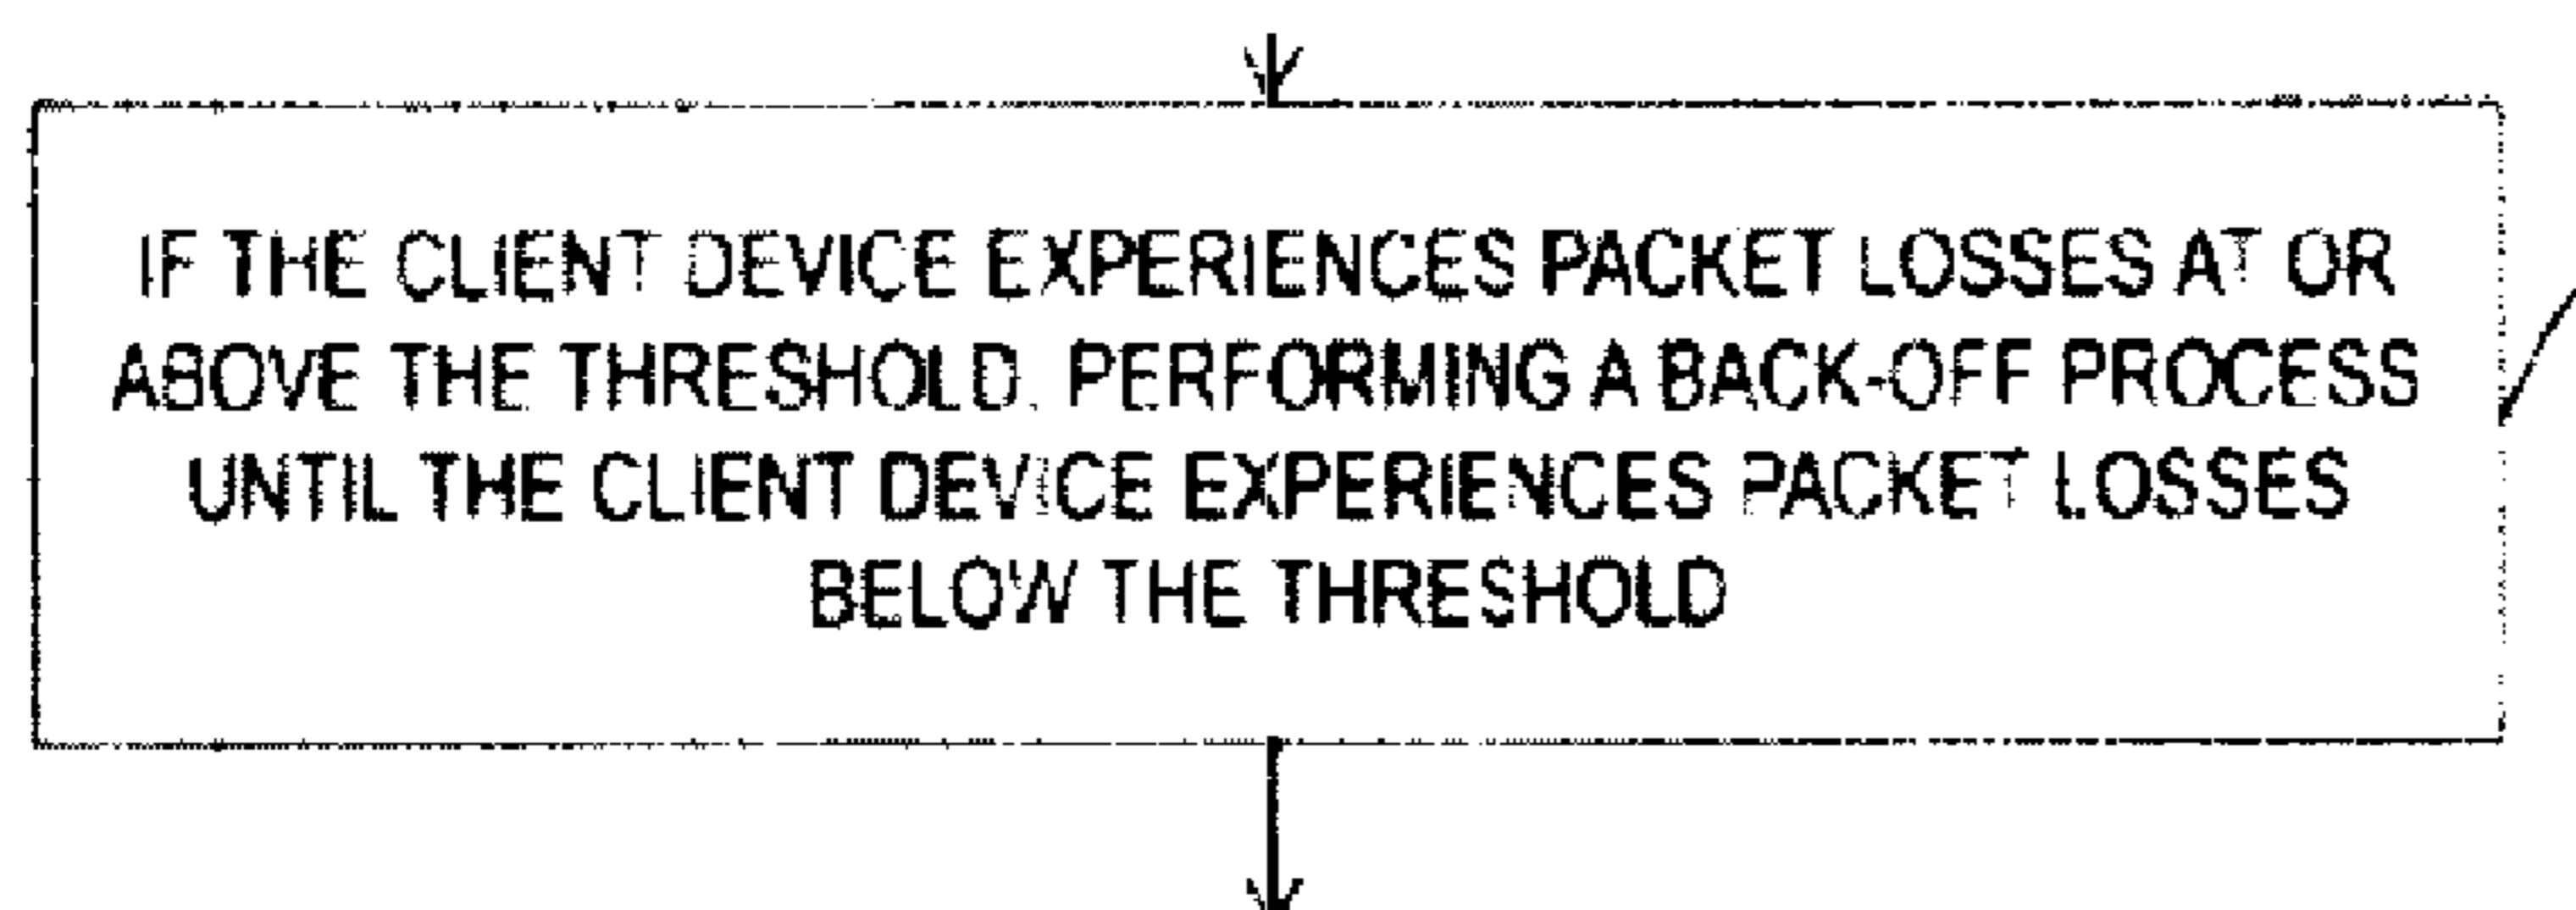 IF THE CLIENT DEVICE EXPERIENCES PACKET LOSSES AT OR
ABOVE THE THRESHOLD, PERFORMING A BACK-OFF PROCESS
UNTIL THE CLIENT DEVICE EXPERIENCES PACKET LOSSES
BELOW THE THRESHOLD